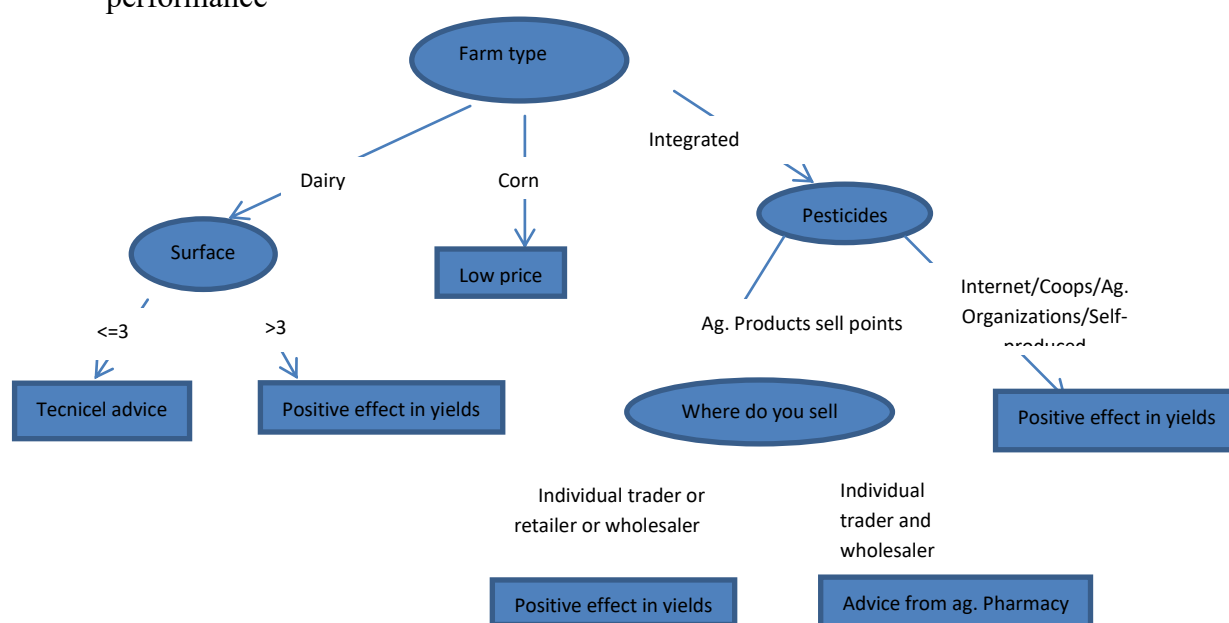 performance
Farm type
Integrated
Dairy
Corn
Pesticides
Surface
Low price
Internet/Coops/Ag.
Organizations/Self-
produced
<=3
>3
Ag. Products sell points
Tecnicel advice
Positive effect in yields
Where do you sell
Positive effect in yields
Individual trader or
retailer or wholesaler
Individual
trader and
wholesaler
Positive effect in yields
Advice from ag. Pharmacy